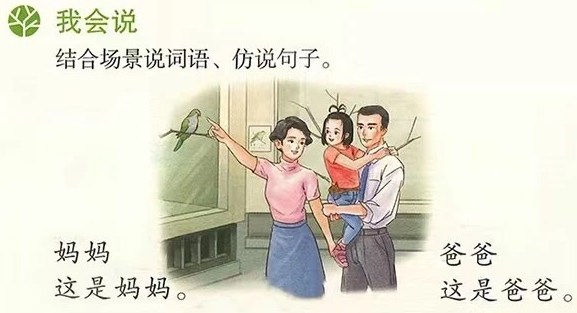 我会说
结合场景说词语、仿说句子。
妈妈
这是妈妈。
爸爸
这是爸爸。